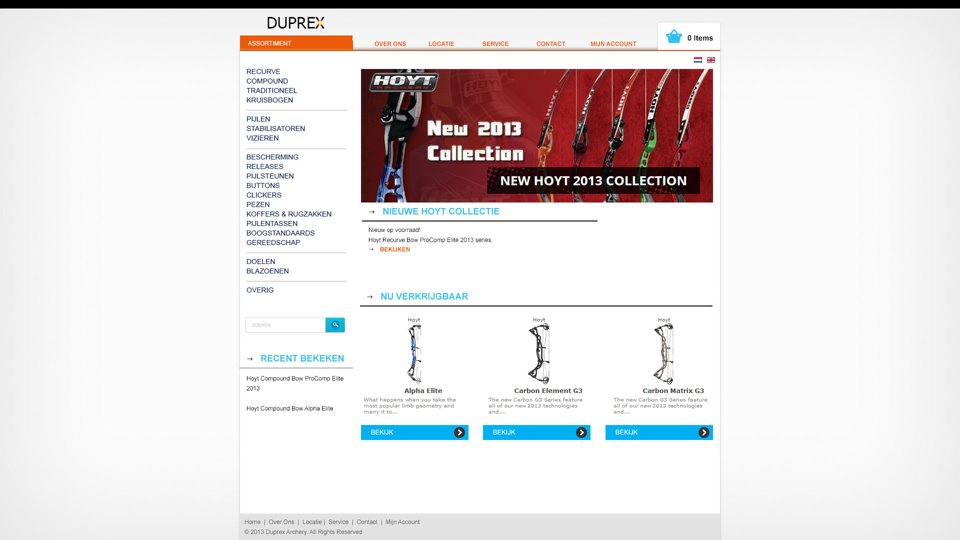 DUPREX
ASSORTIMENT
OVER ONS
LOCATIE
SERVICE
CONTACT
MIJN ACCOUNT
0 Items
RECURVE
COMPOUND
TRADITIONEEL
KRUISBOGEN
PIJLEN
STABILISATOREN
VIZIEREN
BESCHERMING
RELEASES
PIJLSTEUNEN
BUTTONS
CLICKERS
PEZEN
KOFFERS & RUGZAKKEN
PIJLENTASSEN
BOOGSTANDAARDS
GEREEDSCHAP
DOELEN
BLAZOENEN
OVERIG
ZOEKEN
RECENT BEKEKEN
Hoyt Compound Bow ProComp Elite
2013
Hoyt Compound Bow Alpha Elite
HOYT
ARCHERY
New 2013
Collection
NEW HOYT 2013 COLLECTION
NIEUWE HOYT COLLECTIE
Nieuw op voorraad!
Hoyt Recurve Bow ProComp Elite 2013 series.
BEKIJKEN
NU VERKRIJGBAAR
Hoyt
Alpha Elite
What happens when you take the
most popular limb geometry and
marry it to....
BEKIJK
Hoyt
Carbon Element G3
The new Carbon G3 Series feature
all of our new 2013 technologies
and....
BEKIJK
Hoyt
Carbon Matrix G3
The new Carbon G3 Series feature
all of our new 2013 technologies
and....
BEKIJK
Home | Over Ons | Locatie | Service | Contact | Mijn Account
© 2013 Duprex Archery. All Rights Reserved